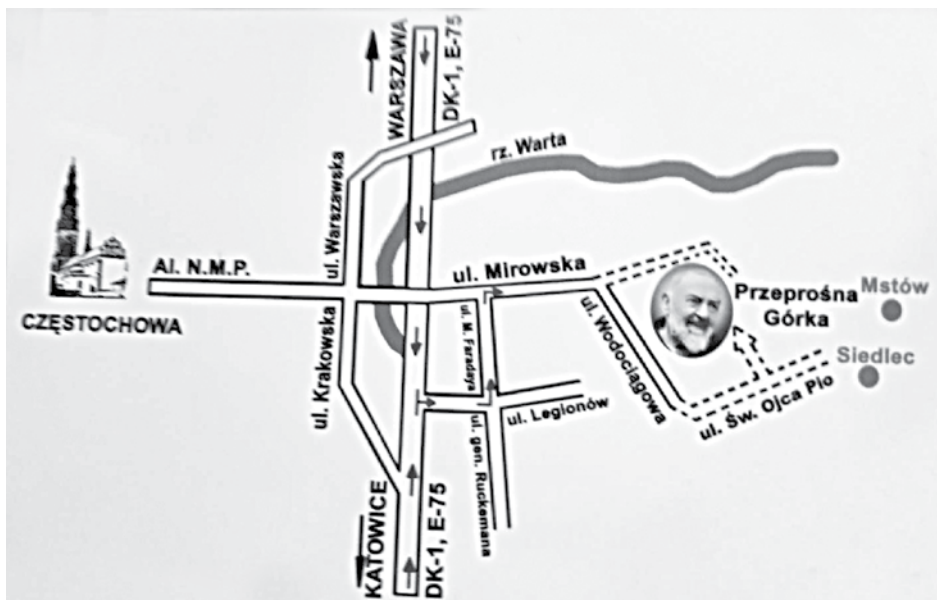 WARSZAWA
DK-1, E-75
rz. Warta
ul. Warszawska
Al. N.M.P.
ul. Mirowska
CZĘSTOCHOWA
Przeprośna
Górka
Mstów
Siedlec
ul. Krakowska
ul. M. Faradaya
ul. Wodociągowa
ul. Legionów
ul. Św. Ojca Pio
ul. gen. Ruckemana
KATOWICE
DK-1, E-75